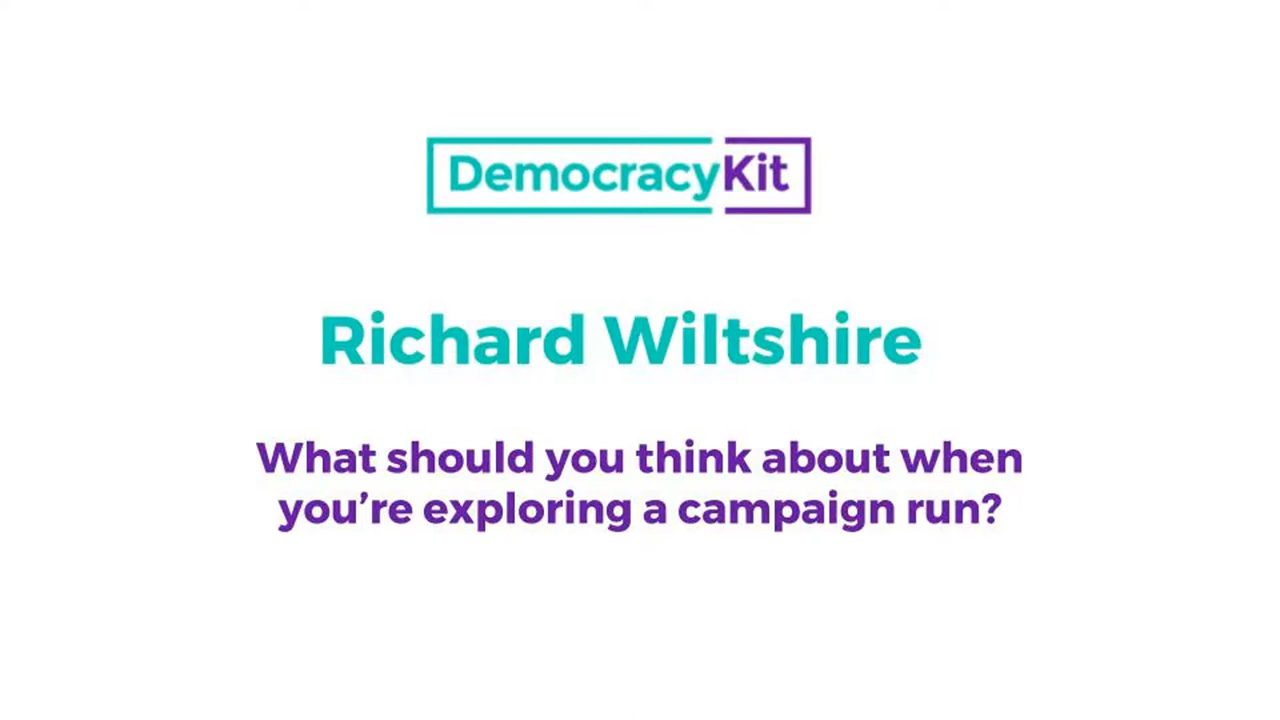 DemocracyKit
Richard Wiltshire
What should you think about when
you’re exploring a campaign run?